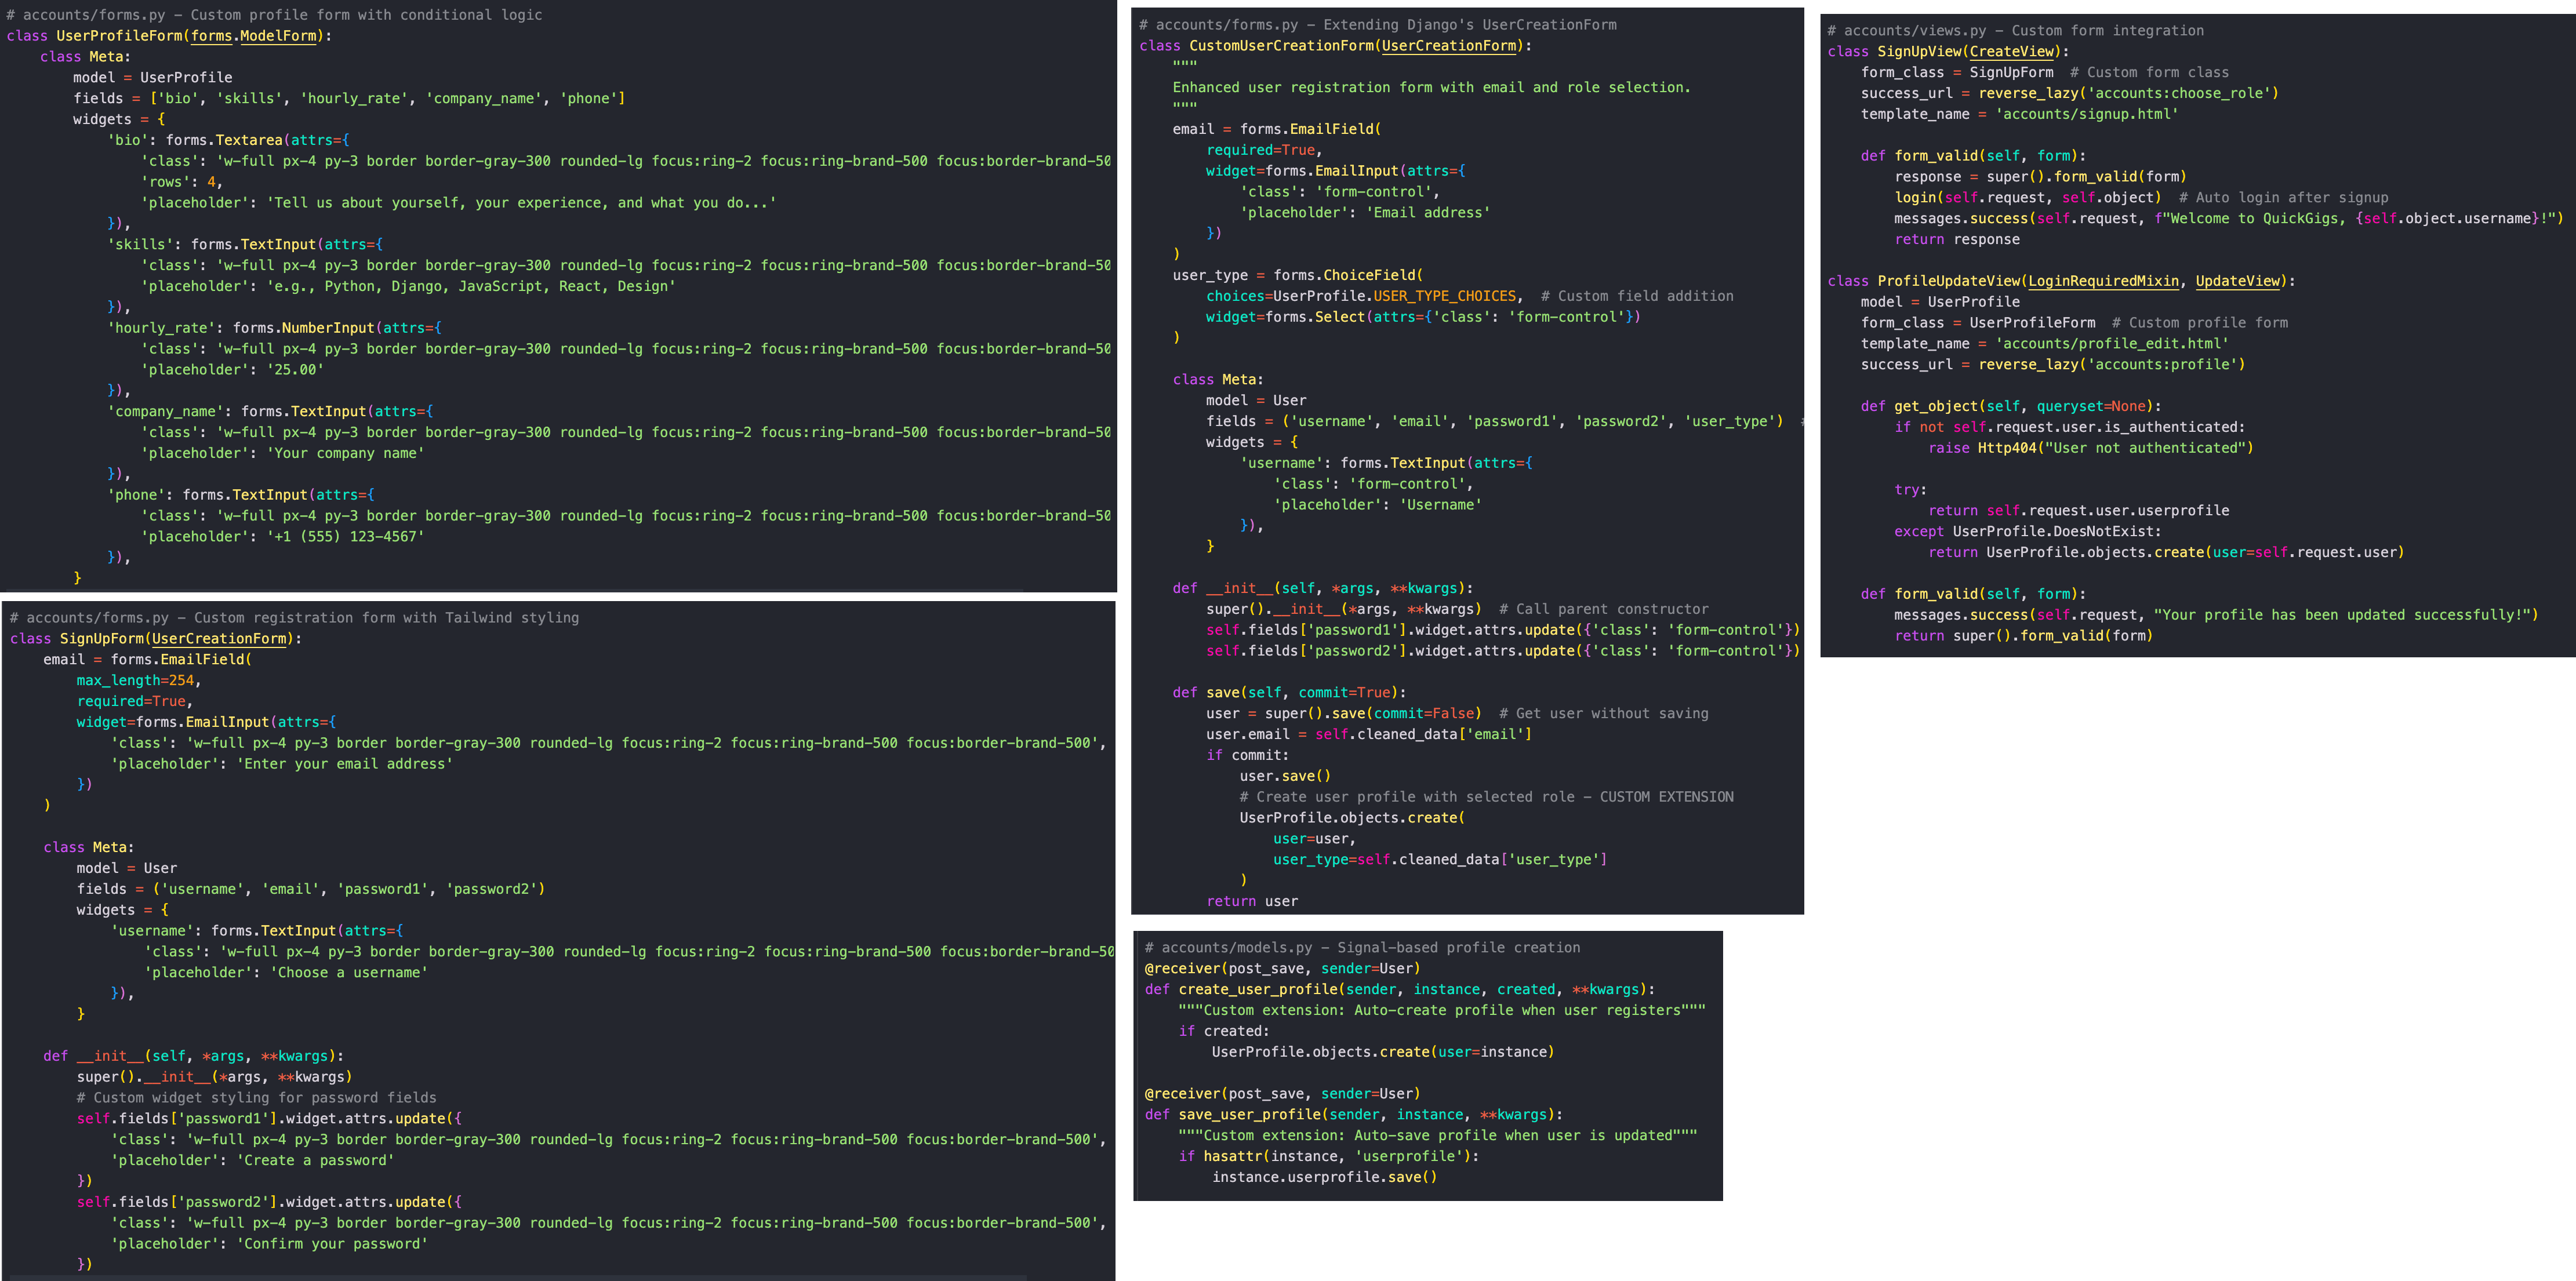 # accounts/forms.py – Custom profile form with conditional logic
class UserProfileForm(forms.ModelForm):
    class Meta:
        model = UserProfile
        fields = ['bio', 'skills', 'hourly_rate', 'company_name', 'phone']
        widgets = {
            'bio': forms.Textarea(attrs={
                'class': 'w-full px-4 py-3 border border-gray-300 rounded-lg focus:ring-2 focus:ring-brand-500 focus:border-brand-50
                'rows': 4,
                'placeholder': 'Tell us about yourself, your experience, and what you do...'
            }),
            'skills': forms.TextInput(attrs={
                'class': 'w-full px-4 py-3 border border-gray-300 rounded-lg focus:ring-2 focus:ring-brand-500 focus:border-brand-50
                'placeholder': 'e.g., Python, Django, JavaScript, React, Design'
            }),
            'hourly_rate': forms.NumberInput(attrs={
                'class': 'w-full px-4 py-3 border border-gray-300 rounded-lg focus:ring-2 focus:ring-brand-500 focus:border-brand-50
                'placeholder': '25.00'
            }),
            'company_name': forms.TextInput(attrs={
                'class': 'w-full px-4 py-3 border border-gray-300 rounded-lg focus:ring-2 focus:ring-brand-500 focus:border-brand-50
                'placeholder': 'Your company name'
            }),
            'phone': forms.TextInput(attrs={
                'class': 'w-full px-4 py-3 border border-gray-300 rounded-lg focus:ring-2 focus:ring-brand-500 focus:border-brand-50
                'placeholder': '+1 (555) 123-4567'
            }),
        }
# accounts/forms.py – Custom registration form with Tailwind styling
class SignUpForm(UserCreationForm):
    email = forms.EmailField(
        max_length=254,
        required=True,
        widget=forms.EmailInput(attrs={
            'class': 'w-full px-4 py-3 border border-gray-300 rounded-lg focus:ring-2 focus:ring-brand-500 focus:border-brand-500',
            'placeholder': 'Enter your email address'
        })
    )
    class Meta:
        model = User
        fields = ('username', 'email', 'password1', 'password2')
        widgets = {
            'username': forms.TextInput(attrs={
                'class': 'w-full px-4 py-3 border border-gray-300 rounded-lg focus:ring-2 focus:ring-brand-500 focus:border-brand-50
                'placeholder': 'Choose a username'
            }),
        }
    def __init__(self, *args, **kwargs):
        super().__init__(*args, **kwargs)
        # Custom widget styling for password fields
        self.fields['password1'].widget.attrs.update({
            'class': 'w-full px-4 py-3 border border-gray-300 rounded-lg focus:ring-2 focus:ring-brand-500 focus:border-brand-500',
            'placeholder': 'Create a password'
        })
        self.fields['password2'].widget.attrs.update({
            'class': 'w-full px-4 py-3 border border-gray-300 rounded-lg focus:ring-2 focus:ring-brand-500 focus:border-brand-500',
            'placeholder': 'Confirm your password'
        })
# accounts/forms.py – Extending Django's UserCreationForm
class CustomUserCreationForm(UserCreationForm):
    """
    Enhanced user registration form with email and role selection.
    """
    email = forms.EmailField(
        required=True,
        widget=forms.EmailInput(attrs={
            'class': 'form-control',
            'placeholder': 'Email address'
        })
    )
    user_type = forms.ChoiceField(
        choices=UserProfile.USER_TYPE_CHOICES,  # Custom field addition
        widget=forms.Select(attrs={'class': 'form-control'})
    )
    class Meta:
        model = User
        fields = ('username', 'email', 'password1', 'password2', 'user_type')  #
        widgets = {
            'username': forms.TextInput(attrs={
                'class': 'form-control',
                'placeholder': 'Username'
            }),
        }
    def __init__(self, *args, **kwargs):
        super().__init__(*args, **kwargs)  # Call parent constructor
        self.fields['password1'].widget.attrs.update({'class': 'form-control'})
        self.fields['password2'].widget.attrs.update({'class': 'form-control'})
    def save(self, commit=True):
        user = super().save(commit=False)  # Get user without saving
        user.email = self.cleaned_data['email']
        if commit:
            user.save()
            # Create user profile with selected role – CUSTOM EXTENSION
            UserProfile.objects.create(
                user=user,
                user_type=self.cleaned_data['user_type']
            )
        return user
# accounts/models.py – Signal-based profile creation
@receiver(post_save, sender=User)
def create_user_profile(sender, instance, created, **kwargs):
    """Custom extension: Auto-create profile when user registers"""
    if created:
        UserProfile.objects.create(user=instance)
@receiver(post_save, sender=User)
def save_user_profile(sender, instance, **kwargs):
    """Custom extension: Auto-save profile when user is updated"""
    if hasattr(instance, 'userprofile'):
        instance.userprofile.save()
# accounts/views.py – Custom form integration
class SignUpView(CreateView):
    form_class = SignUpForm  # Custom form class
    success_url = reverse_lazy('accounts:choose_role')
    template_name = 'accounts/signup.html'
    def form_valid(self, form):
        response = super().form_valid(form)
        login(self.request, self.object)  # Auto login after signup
        messages.success(self.request, f"Welcome to QuickGigs, {self.object.username}!")
        return response
class ProfileUpdateView(LoginRequiredMixin, UpdateView):
    model = UserProfile
    form_class = UserProfileForm  # Custom profile form
    template_name = 'accounts/profile_edit.html'
    success_url = reverse_lazy('accounts:profile')
    def get_object(self, queryset=None):
        if not self.request.user.is_authenticated:
            raise Http404("User not authenticated")
        try:
            return self.request.user.userprofile
        except UserProfile.DoesNotExist:
            return UserProfile.objects.create(user=self.request.user)
    def form_valid(self, form):
        messages.success(self.request, "Your profile has been updated successfully!")
        return super().form_valid(form)